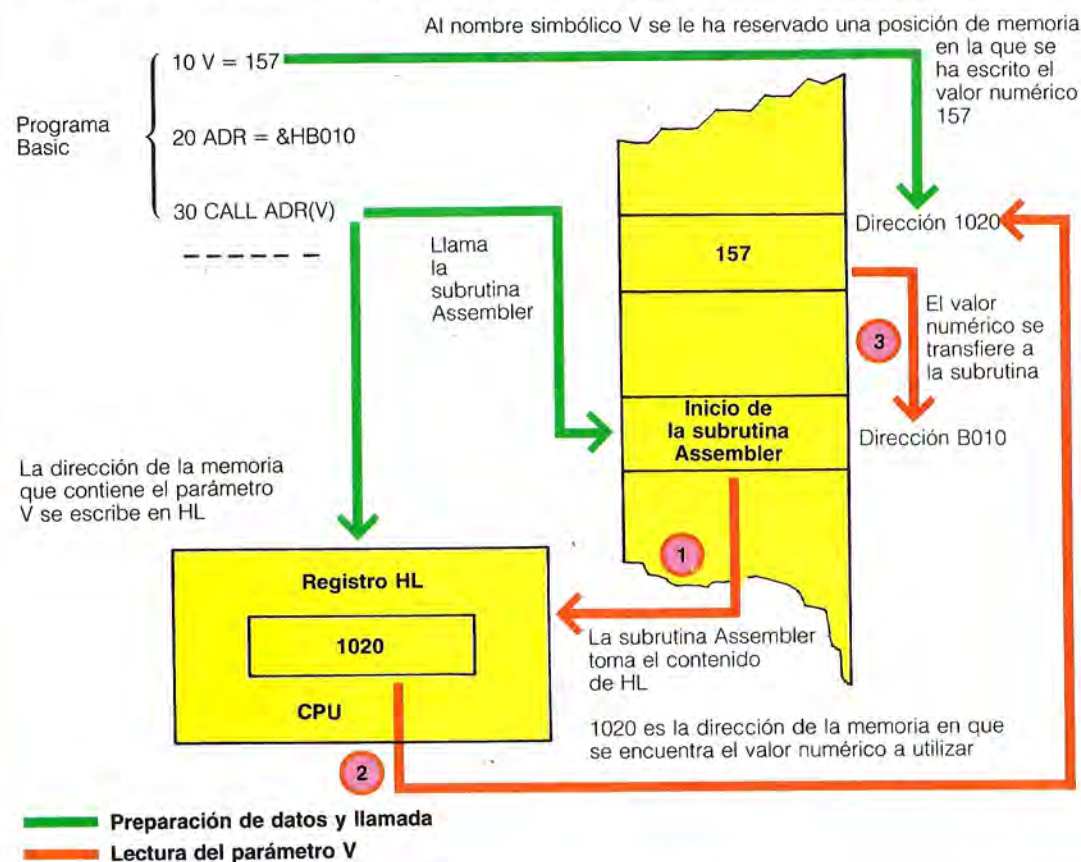 Al nombre simbólico V se le ha reservado una posición de memoria
en la que se
ha escrito el
valor numérico
157
Programa
Basic
10 V = 157
20 ADR = &HB010
30 CALL ADR(V)
– – – – – –
Llama
la
subrutina
Assembler
157
Dirección 1020
El valor
numérico se
transfiere a
la subrutina
3
Inicio de
la subrutina
Assembler
Dirección B010
La dirección de la memoria
que contiene el parámetro
V se escribe en HL
1
Registro HL
1020
CPU
La subrutina Assembler
toma el contenido
de HL
1020 es la dirección de la memoria en que
se encuentra el valor numérico a utilizar
2
Preparación de datos y llamada
Lectura del parámetro V